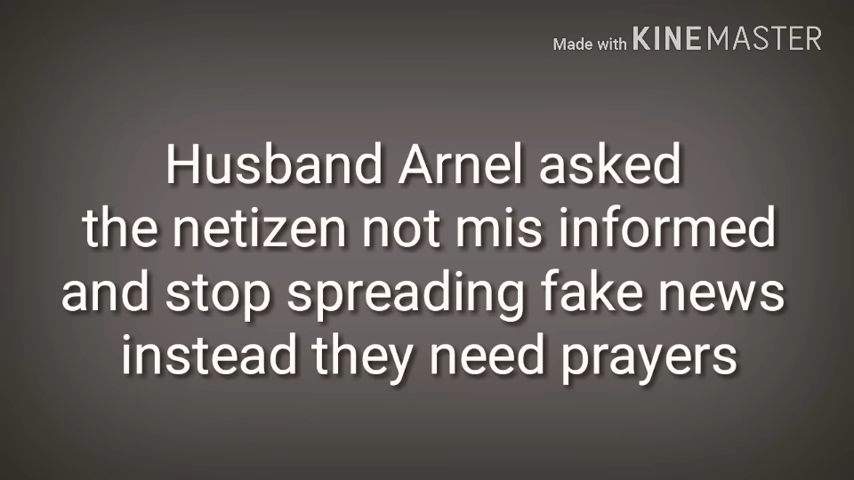 Made with KINEMASTER
Husband Arnel asked
the netizen not mis informed
and stop spreading fake news
instead they need prayers